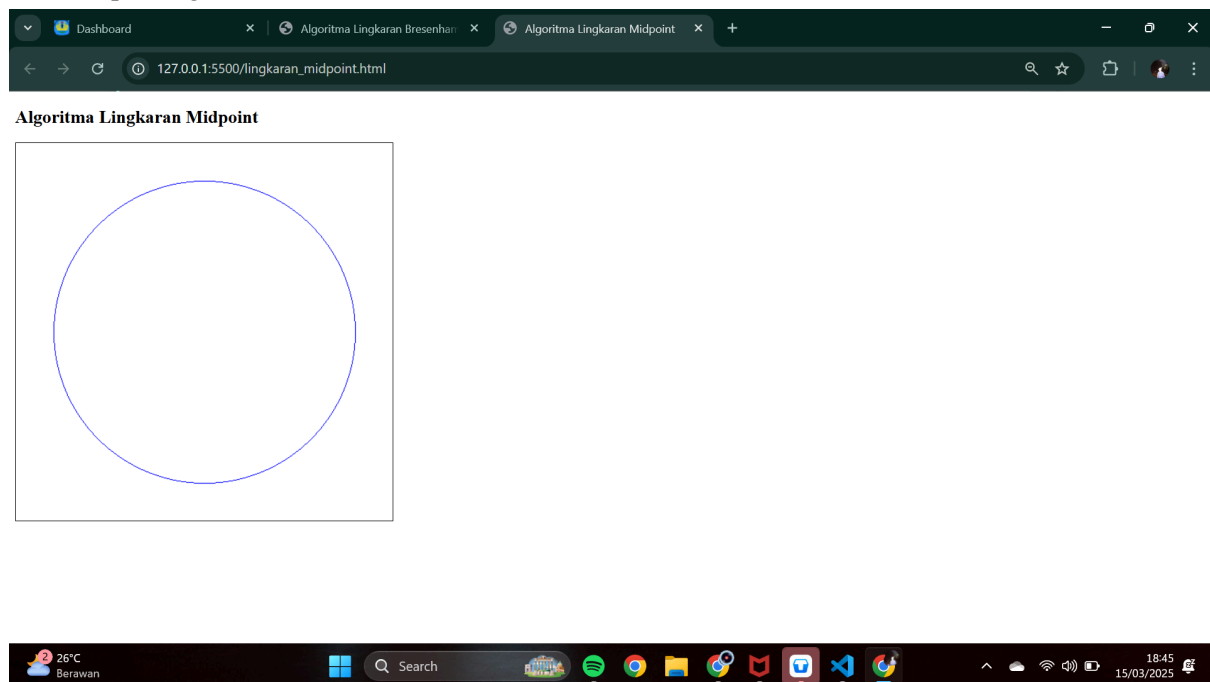 Dashboard
Algoritma Lingkaran Bresenham
Algoritma Lingkaran Midpoint
127.0.0.1:5500/lingkaran_midpoint.html
Algoritma Lingkaran Midpoint
2
26°C
Berawan
Search
18:45
15/03/2025